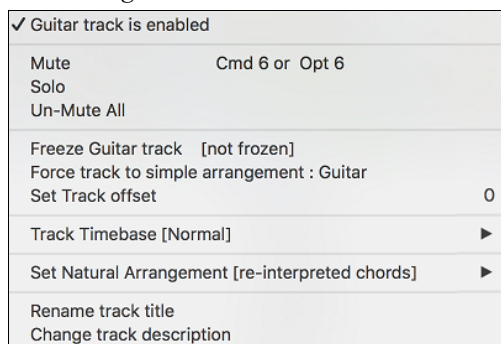 ✓ Guitar track is enabled
Mute Cmd 6 or Opt 6
Solo
Un-Mute All
Freeze Guitar track [not frozen]
Force track to simple arrangement : Guitar
Set Track offset 0
Track Timebase [Normal] ▶
Set Natural Arrangement [re-interpreted chords] ▶
Rename track title
Change track description